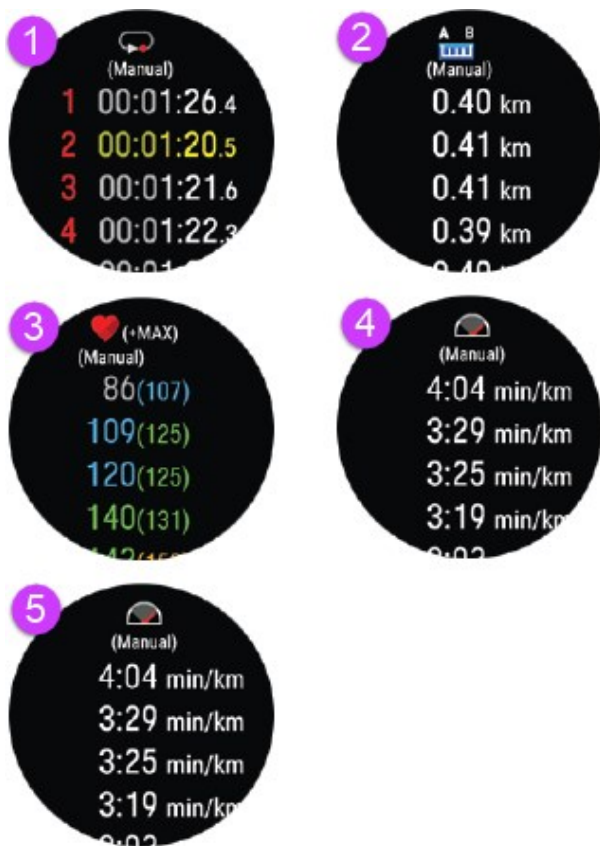 1
(Manual)
1 00:01:26.4
2 00:01:20.5
3 00:01:21.6
4 00:01:22.3
2
A B
(Manual)
0.40 km
0.41 km
0.41 km
0.39 km
3
(+MAX)
(Manual)
86(107)
109(125)
120(125)
140(131)
4
(Manual)
4:04 min/km
3:29 min/km
3:25 min/km
3:19 min/km
5
(Manual)
4:04 min/km
3:29 min/km
3:25 min/km
3:19 min/km